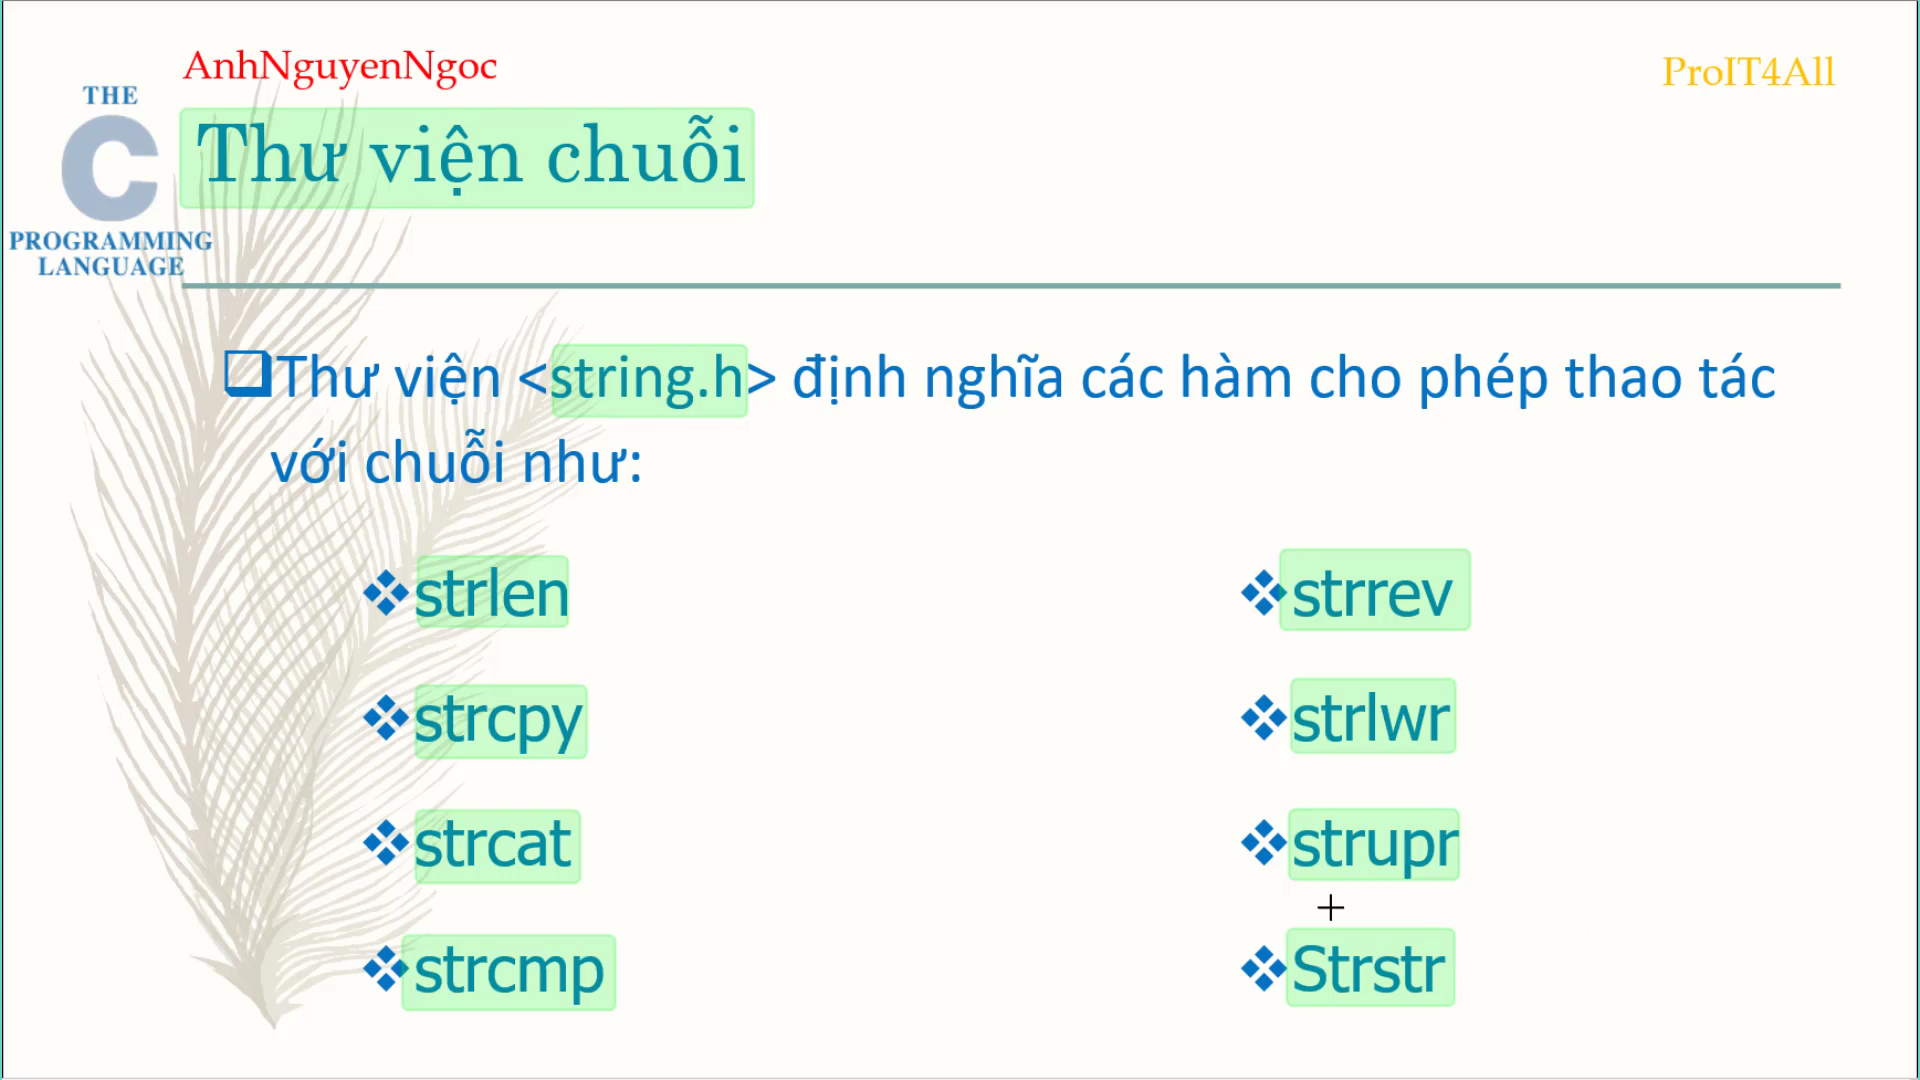 AnhNguyenNgoc
ProIT4All
THE
C
PROGRAMMING
LANGUAGE
Thư viện chuỗi
Thư viện <string.h> định nghĩa các hàm cho phép thao tác
với chuỗi như:
strlen
strcpy
strcat
strcmp
strrev
strlwr
strupr
Strstr